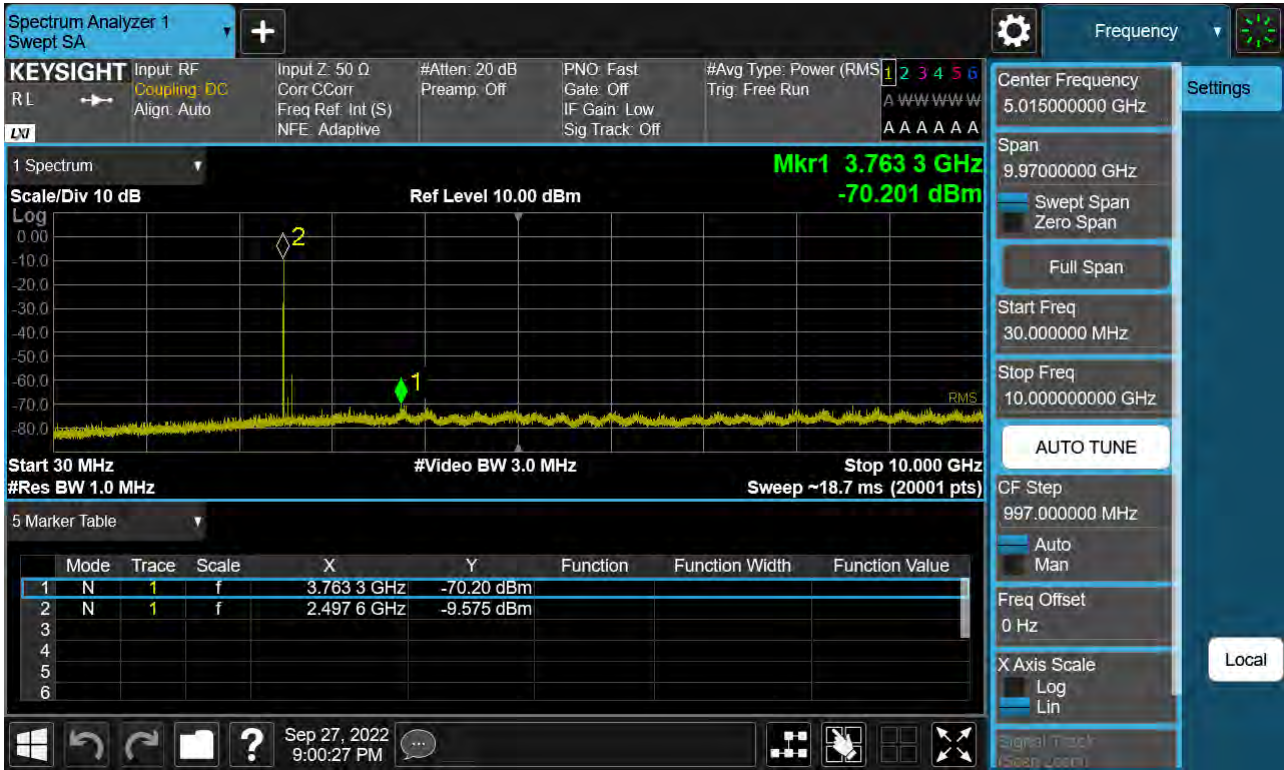 Spectrum Analyzer 1
Swept SA
Frequency
KEYSIGHT
R L
LXI
Input: RF
Coupling: DC
Align: Auto
Input Z: 50 Ω
Corr CCorr
Freq Ref: Int (S)
NFE: Adaptive
#Atten: 20 dB
Preamp: Off
PNO: Fast
Gate: Off
IF Gain: Low
Sig Track: Off
#Avg Type: Power (RMS
Trig: Free Run
1 2 3 4 5 6
A W W W W W
A A A A A A
1 Spectrum
Scale/Div 10 dB
Ref Level 10.00 dBm
Mkr1 3.763 3 GHz
-70.201 dBm
Log
0.00
-10.0
-20.0
-30.0
-40.0
-50.0
-60.0
-70.0
-80.0
2
1
RMS
Start 30 MHz
#Video BW 3.0 MHz
Stop 10.000 GHz
#Res BW 1.0 MHz
Sweep ~18.7 ms (20001 pts)
5 Marker Table
Mode Trace Scale X Y Function Function Width Function Value
1 N 1 f 3.763 3 GHz -70.20 dBm
2 N 1 f 2.497 6 GHz -9.575 dBm
3
4
5
6
Sep 27, 2022
9:00:27 PM
Center Frequency
5.015000000 GHz
Settings
Span
9.97000000 GHz
Swept Span
Zero Span
Full Span
Start Freq
30.000000 MHz
Stop Freq
10.000000000 GHz
AUTO TUNE
CF Step
997.000000 MHz
Auto
Man
Freq Offset
0 Hz
X Axis Scale
Log
Lin
Local
Signal Track
(Span Zoom)